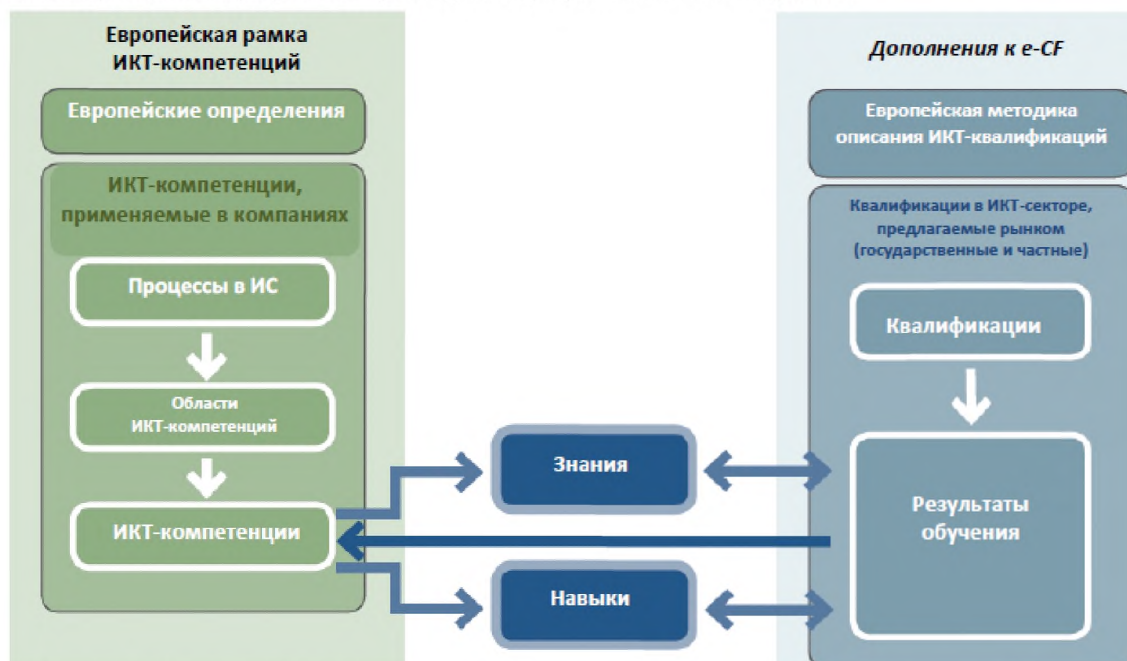 Европейская рамка
ИКТ-компетенций
Европейские определения
ИКТ-компетенции,
применяемые в компаниях
Процессы в ИС
Области
ИКТ-компетенций
ИКТ-компетенции
Знания
Навыки
Дополнения к e-CF
Европейская методика
описания ИКТ-квалификаций
Квалификации в ИКТ-секторе,
предлагаемые рынком
(государственные и частные)
Квалификации
Результаты
обучения